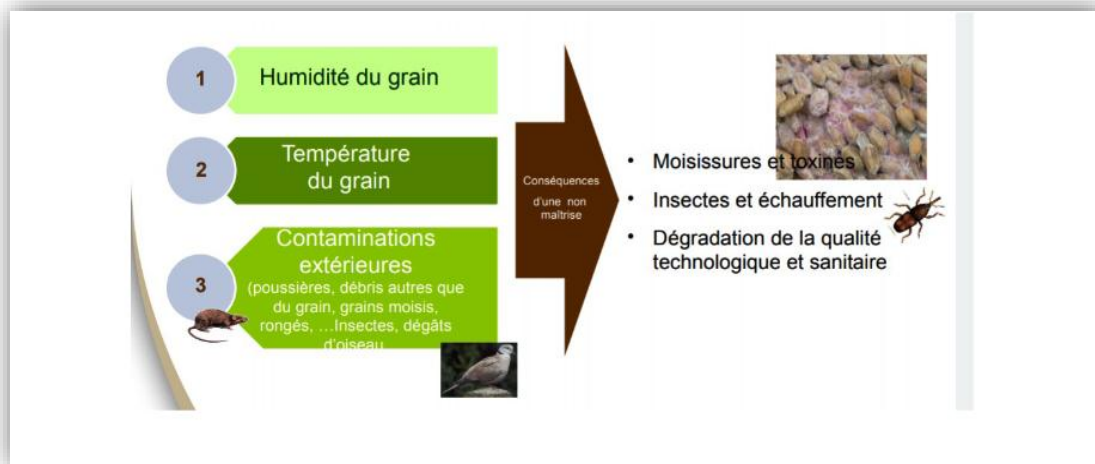 1
Humidité du grain
2
Température
du grain
3
Contaminations
extérieures
(poussières, débris autres que
du grain, grains moisis,
rongés, …Insectes, dégâts
d'oiseau
Conséquences
d'une non
maîtrise
• Moisissures et toxines
• Insectes et échauffement
• Dégradation de la qualité
technologique et sanitaire